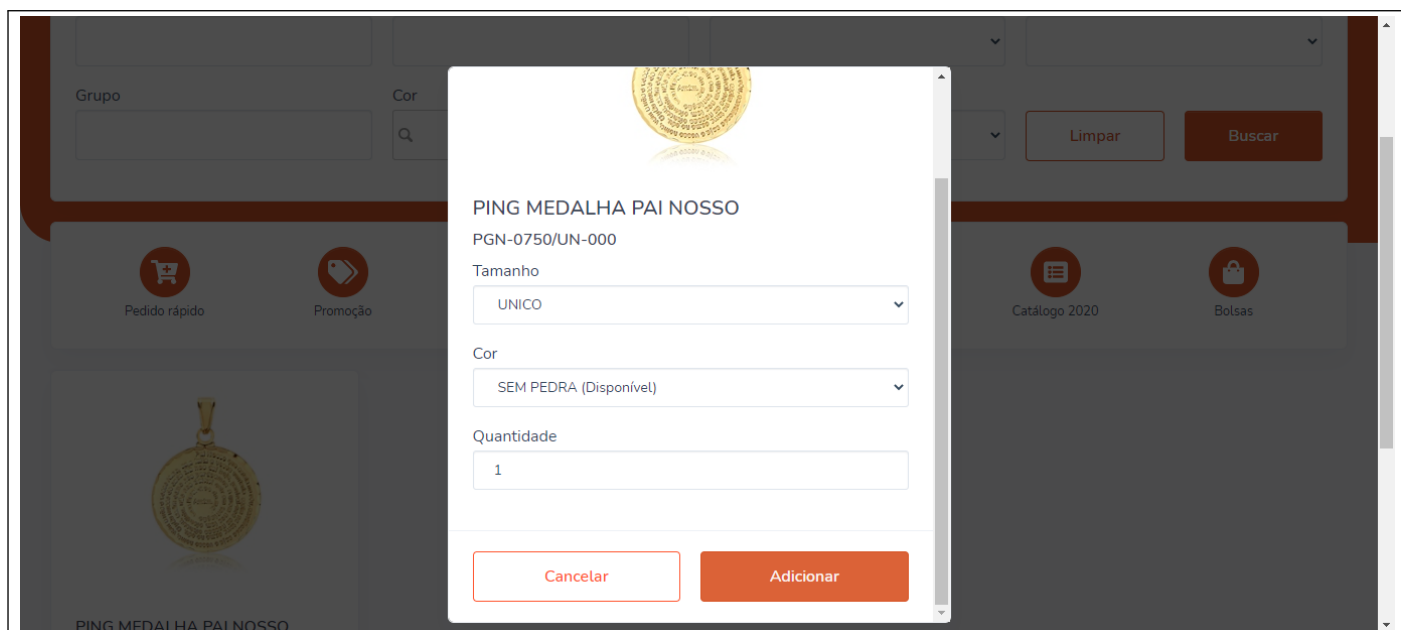 Grupo
Cor
Limpar
Buscar
PING MEDALHA PAI NOSSO
PGN-0750/UN-000
Tamanho
UNICO
Cor
SEM PEDRA (Disponível)
Quantidade
1
Cancelar
Adicionar
Pedido rápido
Promoção
Catálogo 2020
Bolsas
PING MEDALHA PAI NOSSO